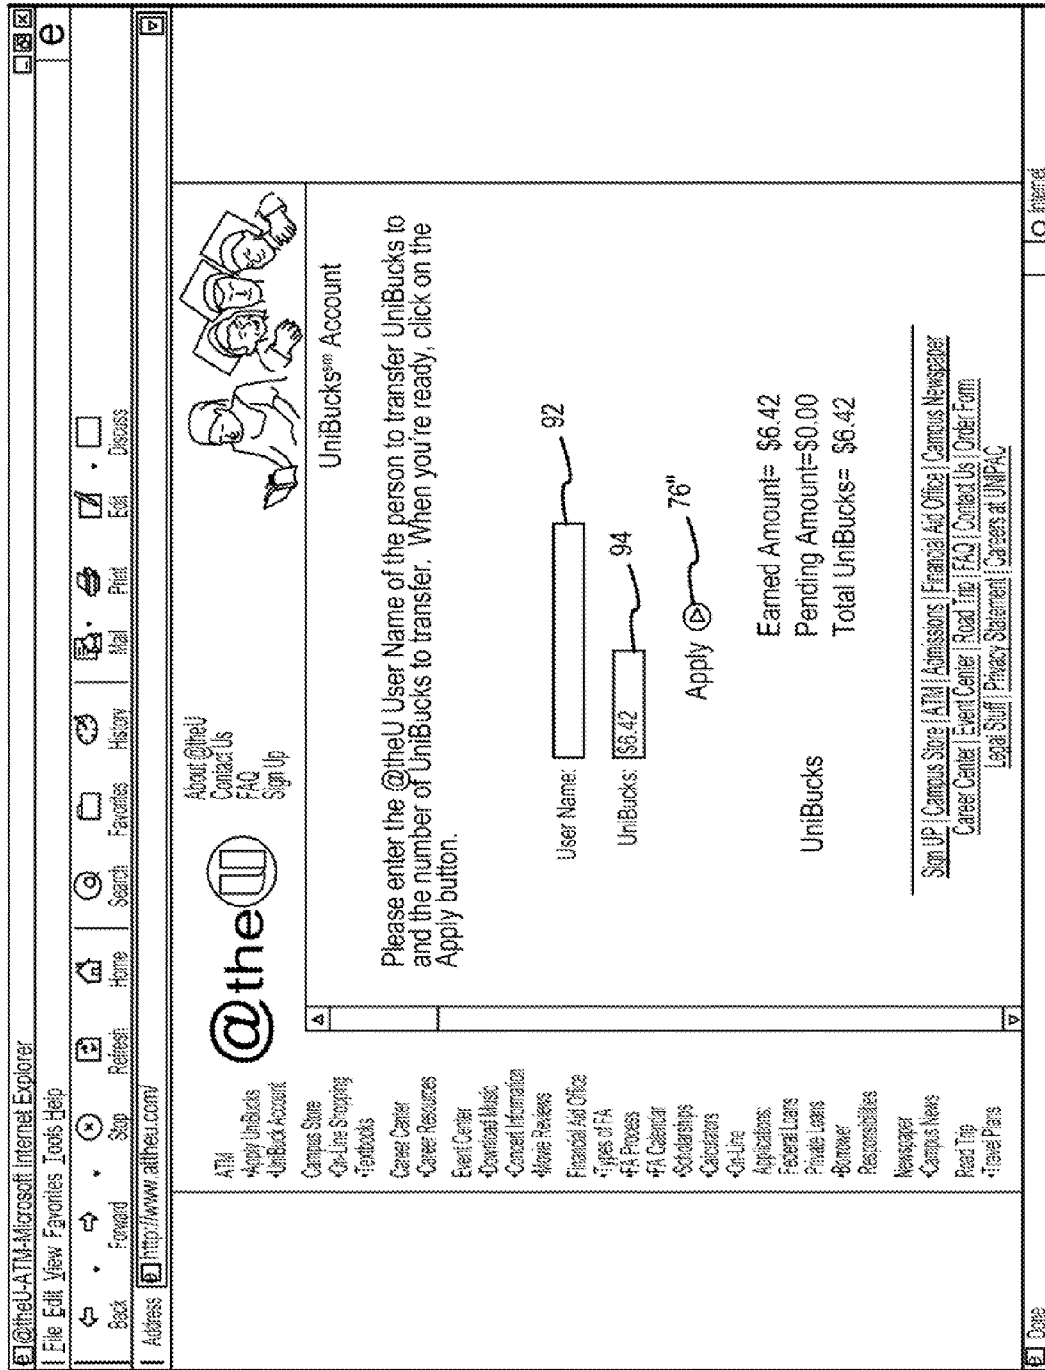 @theU-ATM-Microsoft Internet Explorer
File Edit View Favorites Tools Help
Back Forward Stop Refresh Home Search Favorites History Mail Print Edit Discuss
Address http://www.attheu.com/
@the U
About @theU
Contact Us
FAQ
Sign Up
ATM
•Apply UniBucks
•UniBuck Account
Campus Store
•On-Line Shopping
•Textbooks
Career Center
•Career Resources
Event Center
•Download Music
•Concert Information
•Movie Reviews
Financial Aid Office
•Types of FA
•FA Process
•FA Calendar
•Scholarships
•Calculators
•On-Line
Applications:
Federal Loans
Private Loans
•Borrower
Responsibilities
Newspaper
•Campus News
Road Trip
•Travel Plans
UniBucks℠ Account
Please enter the @theU User Name of the person to transfer UniBucks to
and the number of UniBucks to transfer. When you're ready, click on the
Apply button.
User Name: 92
UniBucks: $6.42 94
Apply 76"
UniBucks
Earned Amount= $6.42
Pending Amount=$0.00
Total UniBucks= $6.42
Sign UP | Campus Store | ATM | Admissions | Financial Aid Office | Campus Newspaper
Career Center | Event Center | Road Trip | FAQ | Contact Us | Order Form
Legal Stuff | Privacy Statement | Careers at UNIPAC
Done Internet